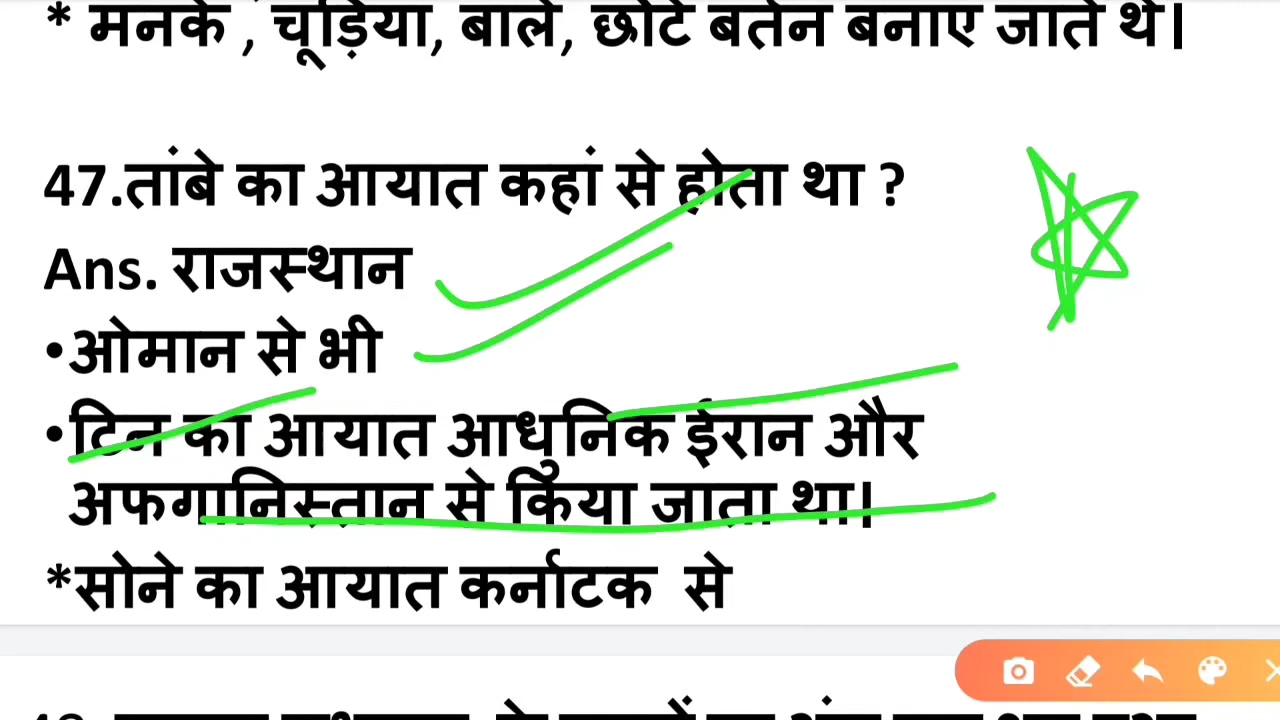 * मनके , चूड़ियां, बाले, छोटे बर्तन बनाए जाते थे।
47.तांबे का आयात कहां से होता था ?
Ans. राजस्थान
•ओमान से भी
•टिन का आयात आधुनिक ईरान और
अफगानिस्तान से किया जाता था।
*सोने का आयात कर्नाटक से